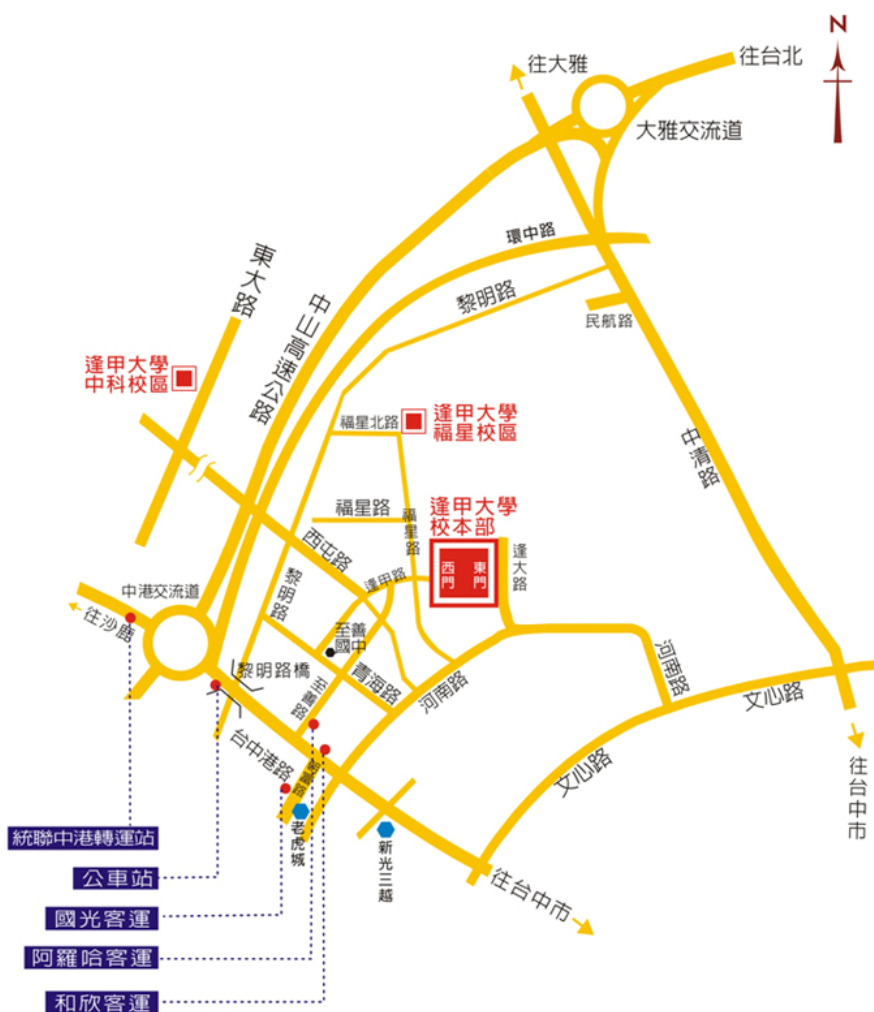 N
往台北
往大雅
大雅交流道
環中路
東大路
黎明路
中山高速公路
民航路
逢甲大學
中科校區
福星北路
逢甲大學
福星校區
中清路
逢甲大學
校本部
福星路
福星路
西屯路
西門
東門
逢大路
逢甲路
黎明路
中港交流道
往沙鹿
至善
國中
黎明路橋
青海路
河南路
河南路
至善路
文心路
台中港路
朝富路
文心路
往台中市
統聯中港轉運站
老虎城
新光三越
公車站
往台中市
國光客運
阿羅哈客運
和欣客運